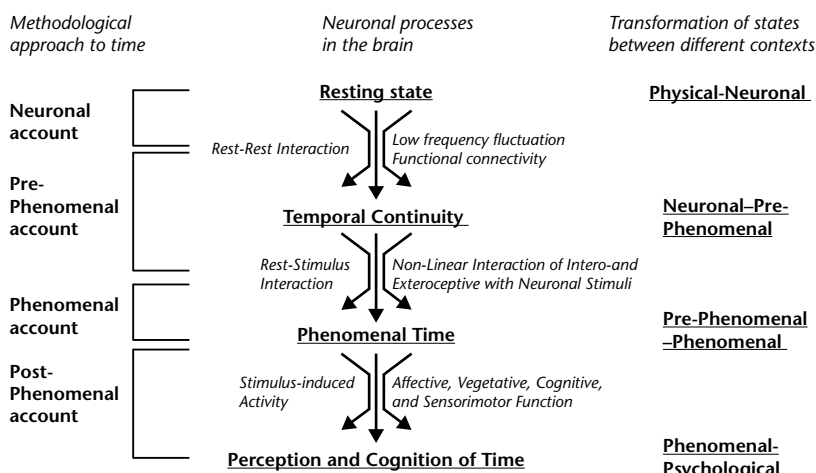 Methodological
approach to time
Neuronal processes
in the brain
Transformation of states
between different contexts
Neuronal
account
Resting state
Physical-Neuronal
Rest-Rest Interaction
Low frequency fluctuation
Functional connectivity
Pre-
Phenomenal
account
Temporal Continuity
Neuronal–Pre-
Phenomenal
Rest-Stimulus
Interaction
Non-Linear Interaction of Intero-and
Exteroceptive with Neuronal Stimuli
Phenomenal
account
Phenomenal Time
Pre-Phenomenal
–Phenomenal
Post-
Phenomenal
account
Stimulus-induced
Activity
Affective, Vegetative, Cognitive,
and Sensorimotor Function
Perception and Cognition of Time
Phenomenal-
Psychological